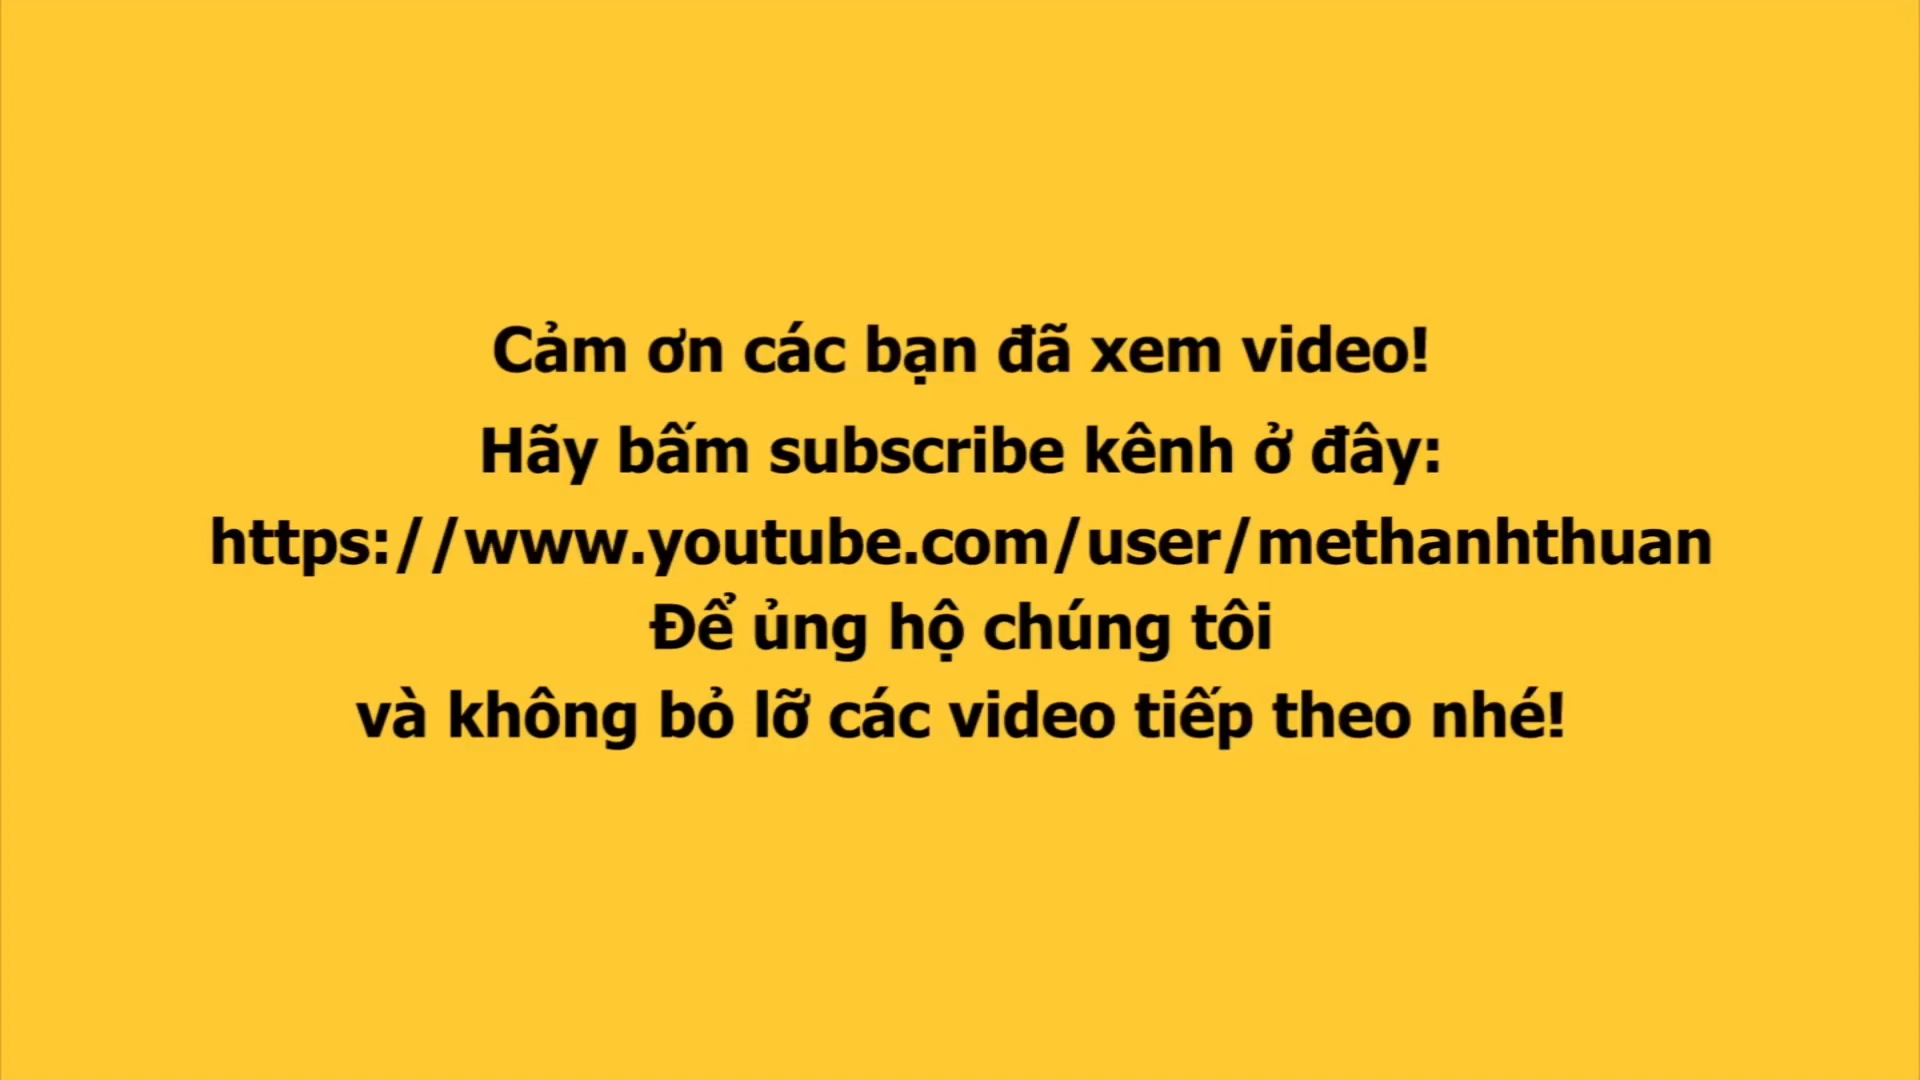 Cảm ơn các bạn đã xem video!
Hãy bấm subscribe kênh ở đây:
https://www.youtube.com/user/methanhthuan
Để ủng hộ chúng tôi
và không bỏ lỡ các video tiếp theo nhé!